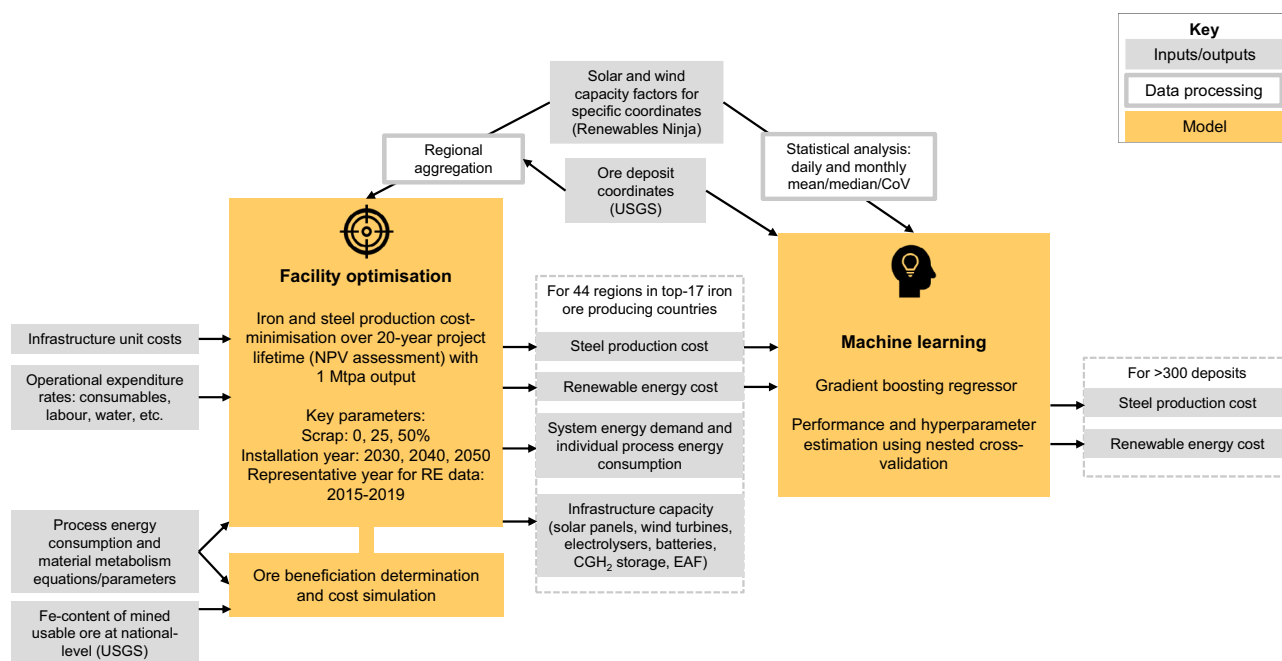 Key
Inputs/outputs
Data processing
Model
Solar and wind
capacity factors for
specific coordinates
(Renewables Ninja)
Regional
aggregation
Ore deposit
coordinates
(USGS)
Statistical analysis:
daily and monthly
mean/median/CoV
Infrastructure unit costs
Operational expenditure
rates: consumables,
labour, water, etc.
Process energy
consumption and
material metabolism
equations/parameters
Fe-content of mined
usable ore at national-
level (USGS)
Facility optimisation
Iron and steel production cost-
minimisation over 20-year project
lifetime (NPV assessment) with
1 Mtpa output
Key parameters:
Scrap: 0, 25, 50%
Installation year: 2030, 2040, 2050
Representative year for RE data:
2015-2019
Ore beneficiation determination
and cost simulation
For 44 regions in top-17 iron
ore producing countries
Steel production cost
Renewable energy cost
System energy demand and
individual process energy
consumption
Infrastructure capacity
(solar panels, wind turbines,
electrolysers, batteries,
CGH₂ storage, EAF)
Machine learning
Gradient boosting regressor
Performance and hyperparameter
estimation using nested cross-
validation
For >300 deposits
Steel production cost
Renewable energy cost